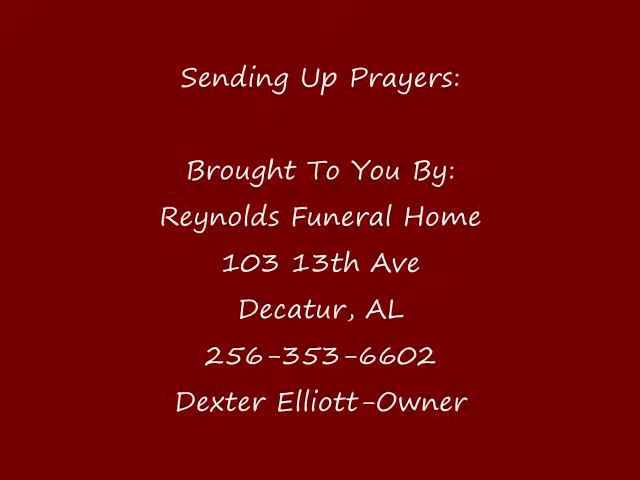 Sending Up Prayers:
Brought To You By:
Reynolds Funeral Home
103 13th Ave
Decatur, AL
256-353-6602
Dexter Elliott-Owner